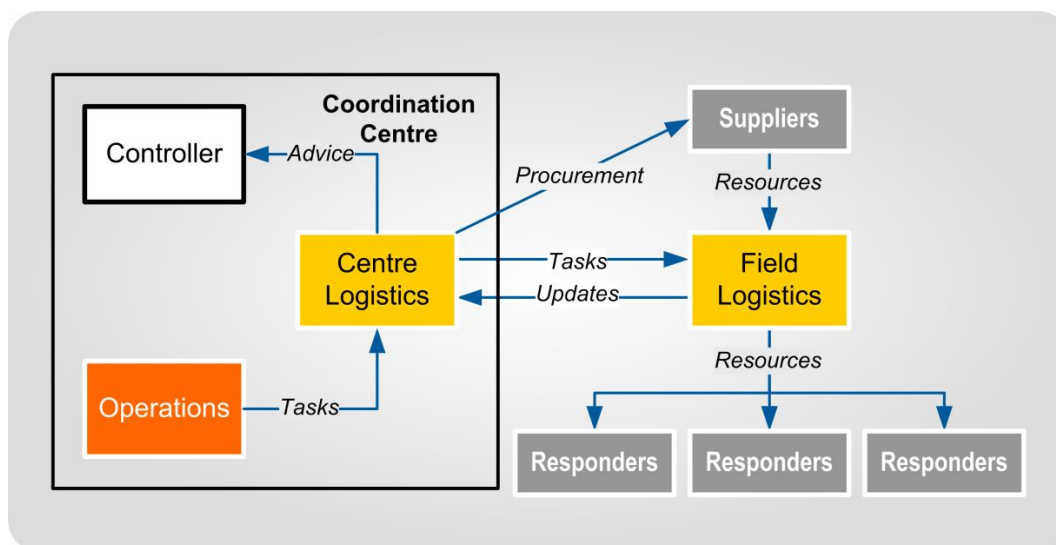 Coordination
Centre
Controller
Advice
Suppliers
Procurement
Resources
Centre
Logistics
Tasks
Updates
Field
Logistics
Resources
Operations
Tasks
Responders
Responders
Responders